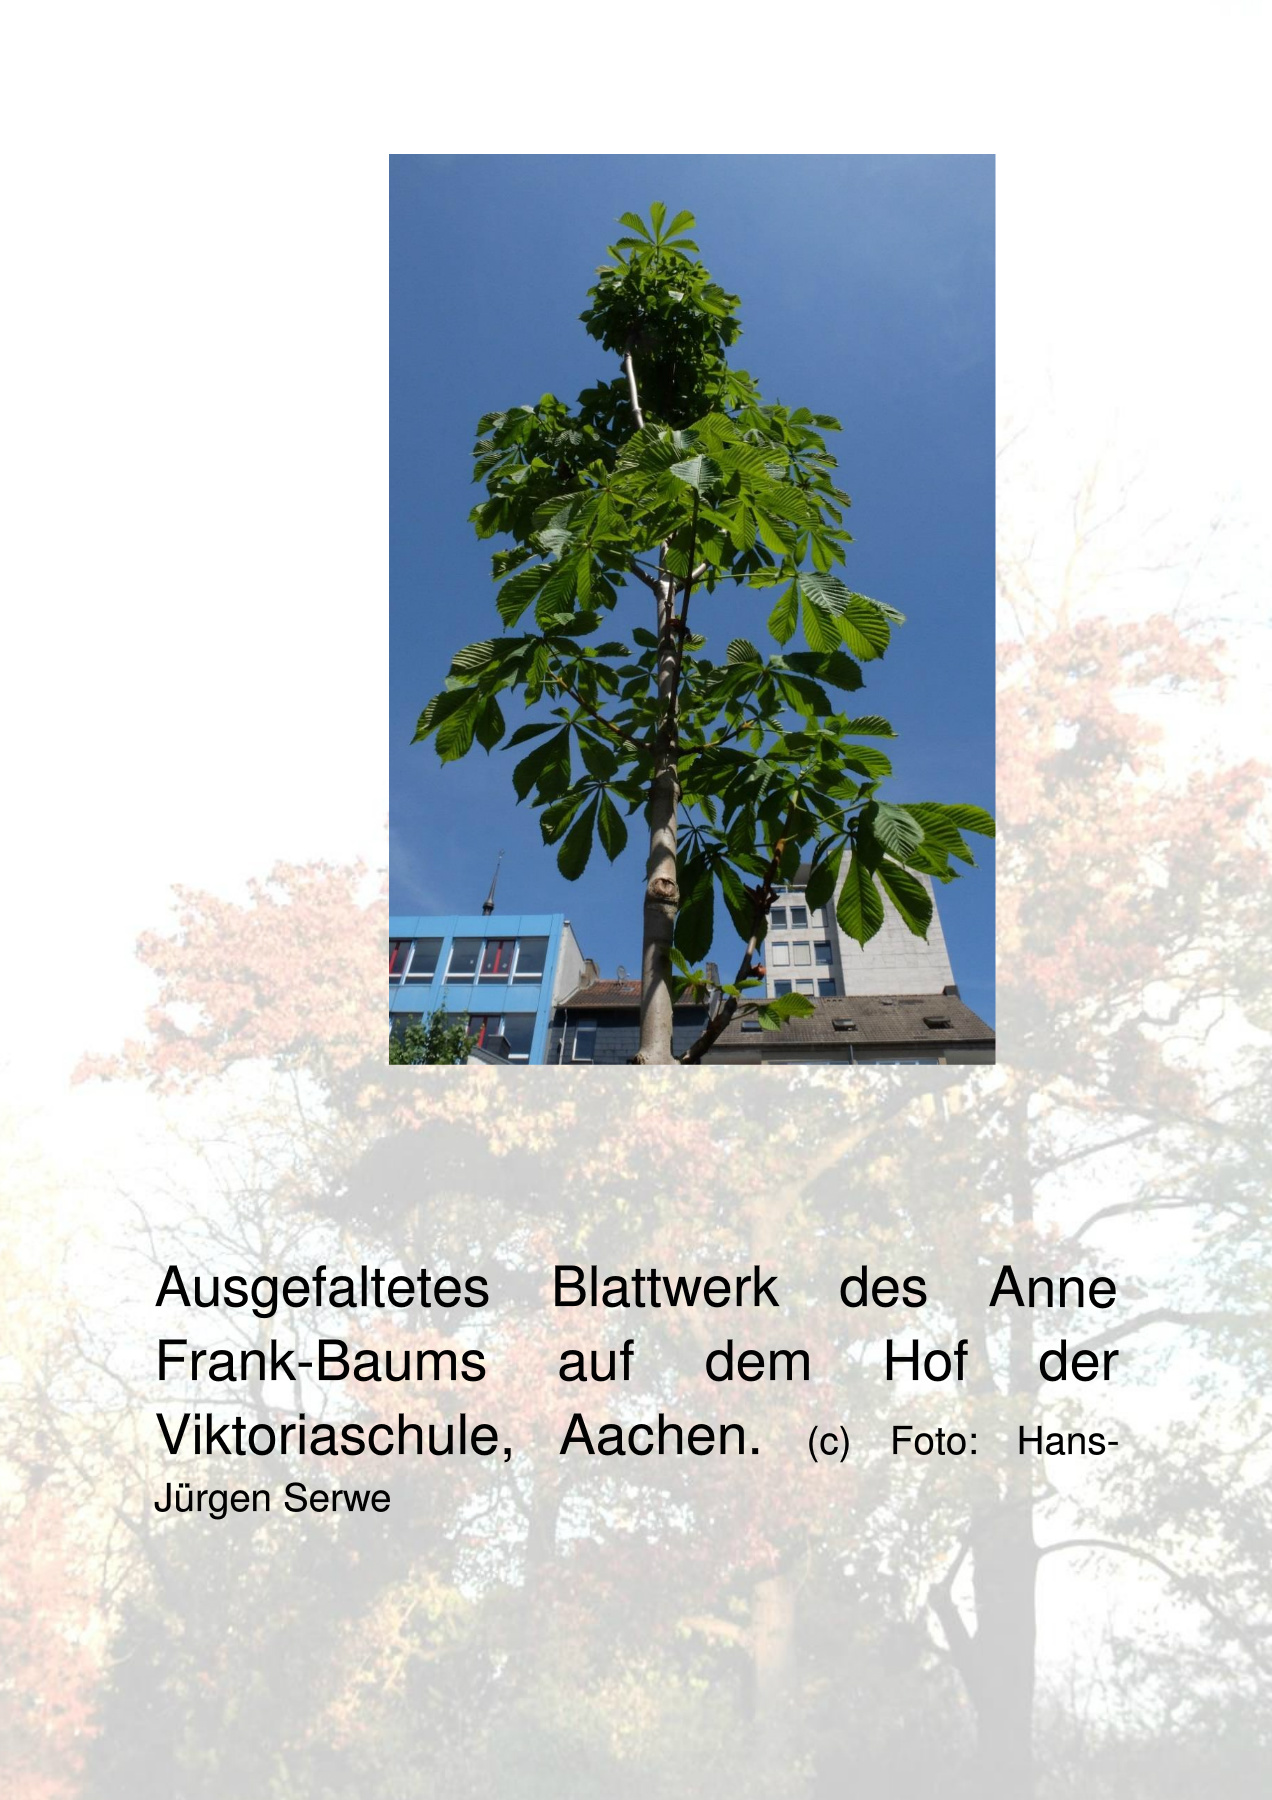 Ausgefaltetes Blattwerk des Anne
Frank-Baums auf dem Hof der
Viktoriaschule, Aachen. (c) Foto: Hans-
Jürgen Serwe